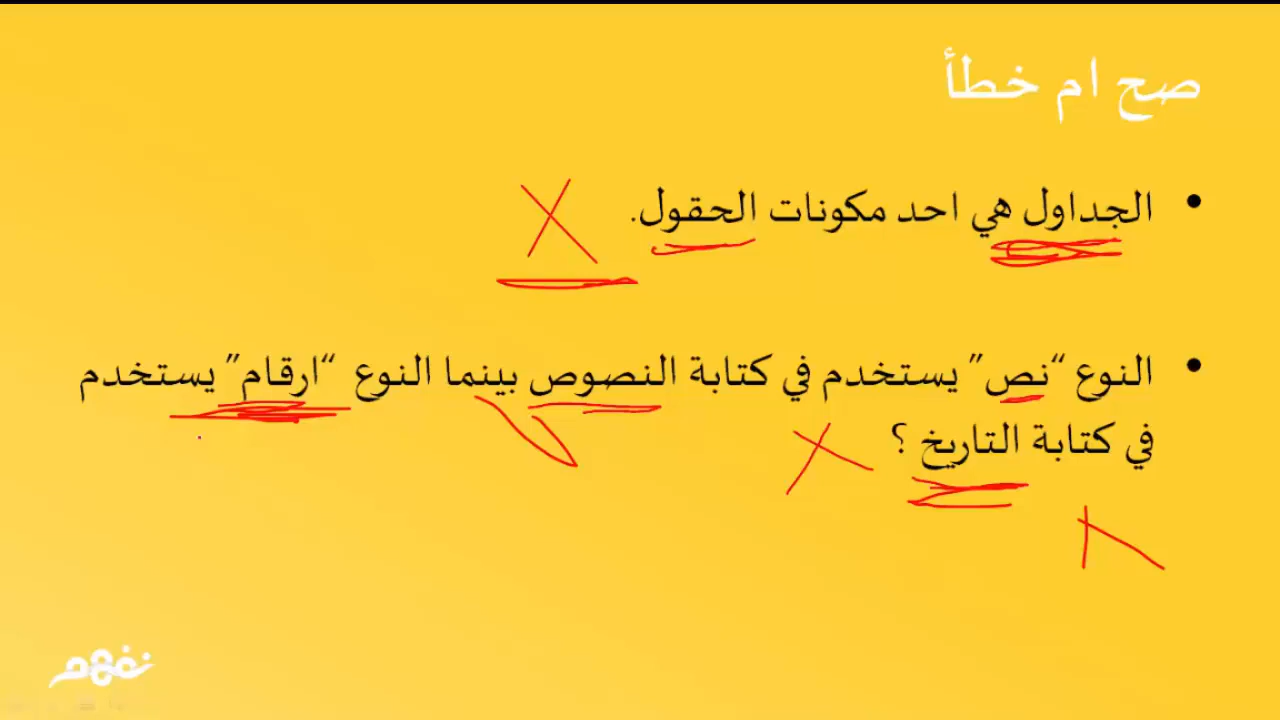 صح ام خطأ
• الجداول هي احد مكونات الحقول.
• النوع “نص” يستخدم في كتابة النصوص بينما النوع “ارقام” يستخدم
في كتابة التاريخ ؟
نفهم